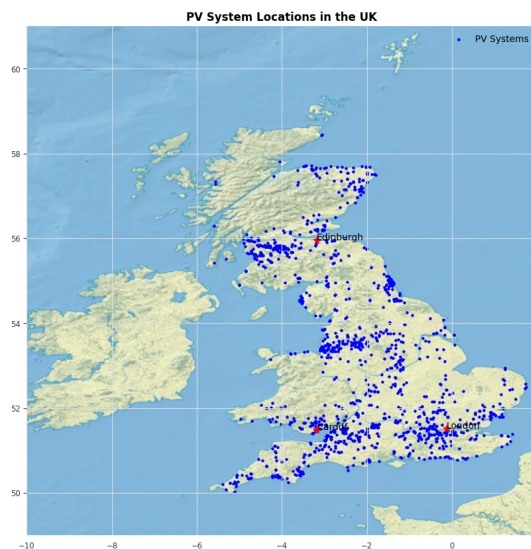 PV System Locations in the UK
PV Systems
60
58
Edinburgh
56
54
52
Cardiff
London
50
−10
−8
−6
−4
−2
0